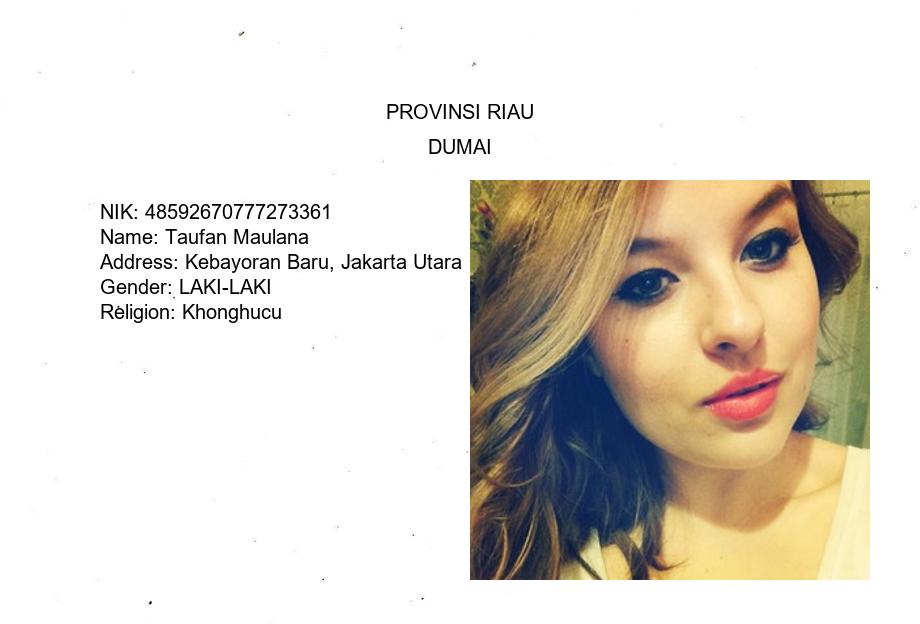 PROVINSI RIAU
DUMAI
NIK: 48592670777273361
Name: Taufan Maulana
Address: Kebayoran Baru, Jakarta Utara
Gender: LAKI-LAKI
Religion: Khonghucu